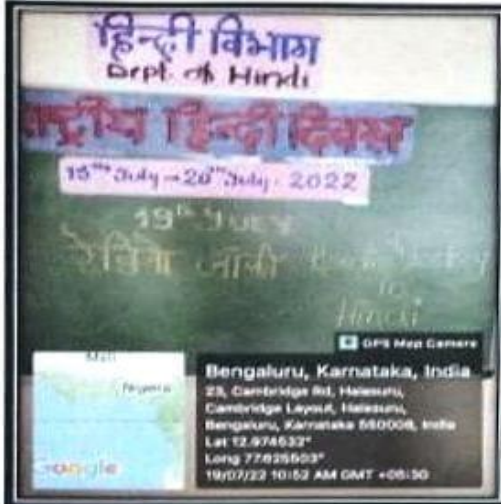 हिन्दी विभाग
Dept. of Hindi
राष्ट्रीय हिन्दी दिवस
15th July - 20th July. 2022
19th July
रेडियो जॉकी
Hindi
GPS Map Camera
Bengaluru, Karnataka, India
23, Cambridge Rd, Halasuru,
Cambridge Layout, Halasuru,
Bengaluru, Karnataka 560008, India
Lat 12.974533°
Long 77.625503°
19/07/22 10:52 AM GMT +05:30
Google